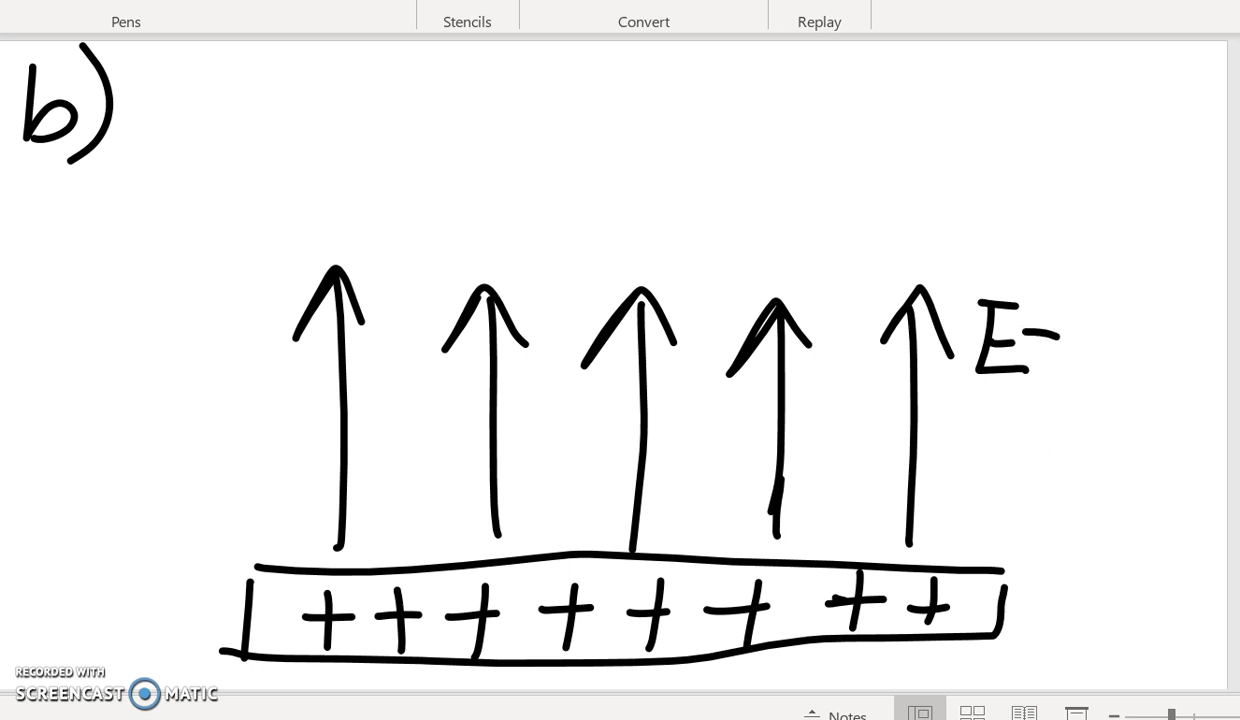 Pens Stencils Convert Replay
b)
E-
+ + + + + + + +
RECORDED WITH
SCREENCAST MATIC
Notes